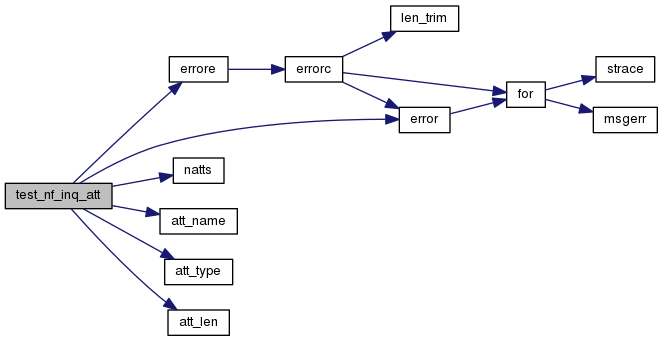 len_trim
errore
errorc
strace
for
error
msgerr
natts
test_nf_inq_att
att_name
att_type
att_len